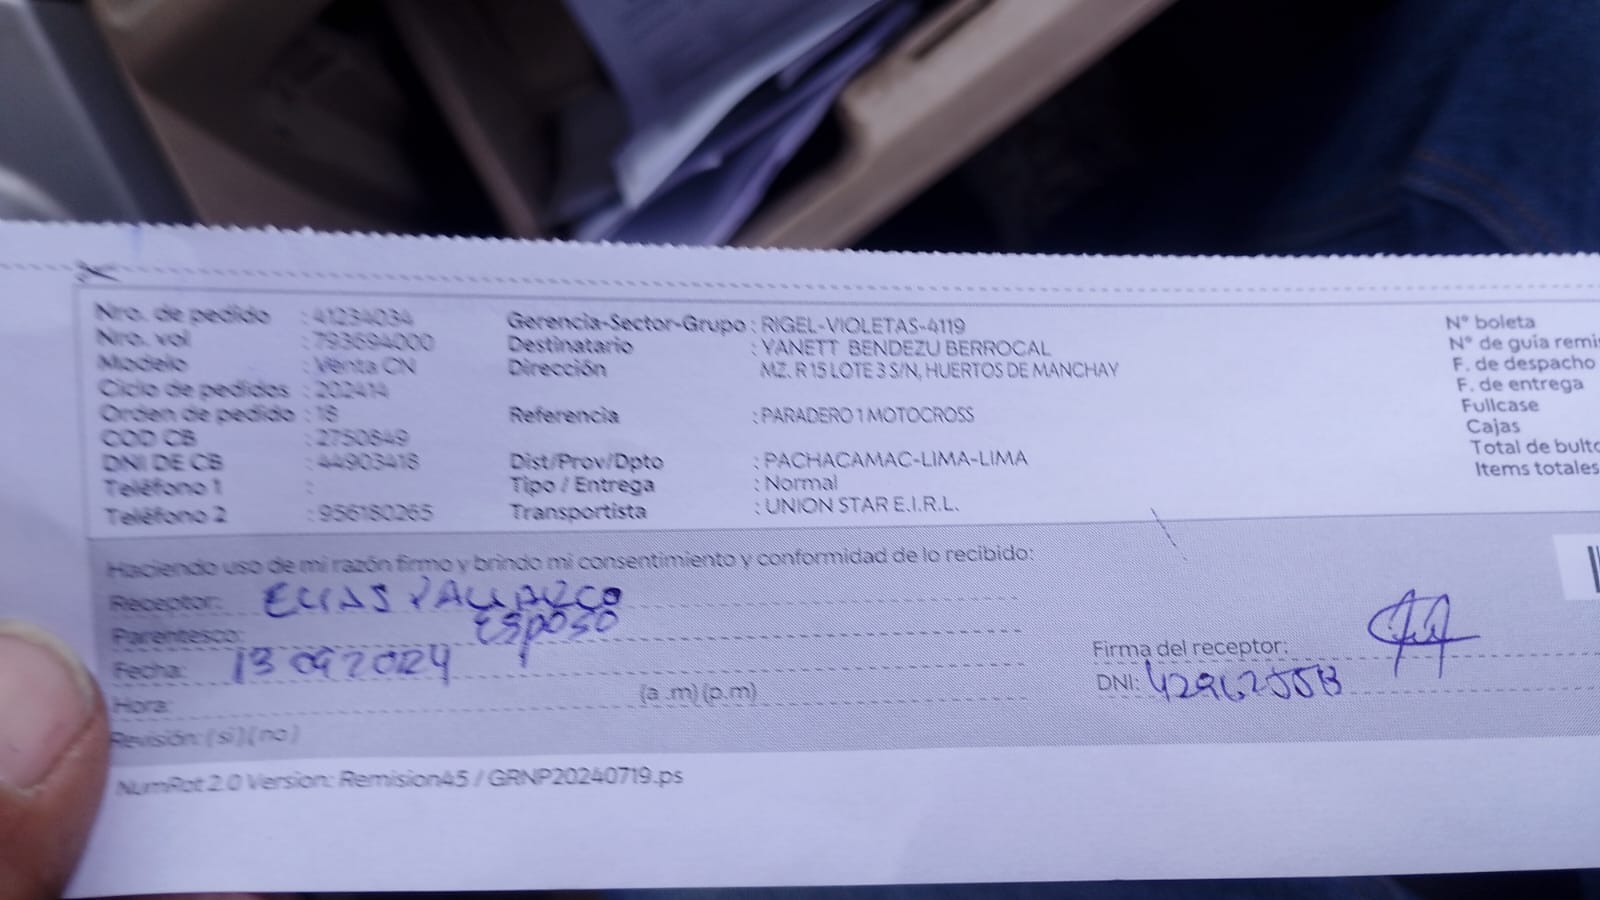 Nro. de pedido : 41234034
Nro. vol : 793694000
Modelo : Venta CN
Ciclo de pedidos : 202414
Orden de pedido : 18
COD CB : 2750849
DNI DE CB : 44903418
Teléfono 1 :
Teléfono 2 : 956180265
Gerencia-Sector-Grupo : RIGEL-VIOLETAS-4119
Destinatario : YANETT BENDEZU BERROCAL
Dirección MZ. R 15 LOTE 3 S/N, HUERTOS DE MANCHAY
Referencia : PARADERO 1 MOTOCROSS
Dist/Prov/Dpto : PACHACAMAC-LIMA-LIMA
Tipo / Entrega : Normal
Transportista : UNION STAR E.I.R.L.
N° boleta
N° de guía remis
F. de despacho
F. de entrega
Fullcase
Cajas
Total de bulto
Items totales
Haciendo uso de mi razón firmo y brindo mi consentimiento y conformidad de lo recibido:
Receptor: ELIAS
Parentesco: ESPOSO
Fecha: 13 09 2024
Hora: (a .m) (p.m)
Revisión: (si) (no)
Firma del receptor:
DNI:
NumRot 2.0 Version: Remision45 / GRNP20240719.ps